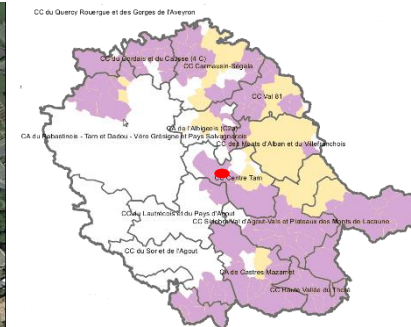 CC du Quercy Rouergue et des Gorges de l'Aveyron
CC du Cordais et du Causse (4 C)
CC Carmausin-Ségala
CC Val 81
CA de l'Albigeois (C2a)
CA du Rabastinois - Tarn et Dadou - Vère Grésigne et Pays Salvagnacois
CC des Monts d'Alban et du Villefranchois
CC Centre Tarn
CC du Lautrécois et du Pays d'Agout
CC Sidobre Val d'Agout-Vals et Plateaux des Monts de Lacaune
CC du Sor et de l'Agout
CA de Castres Mazamet
CC Haute Vallée du Thoré